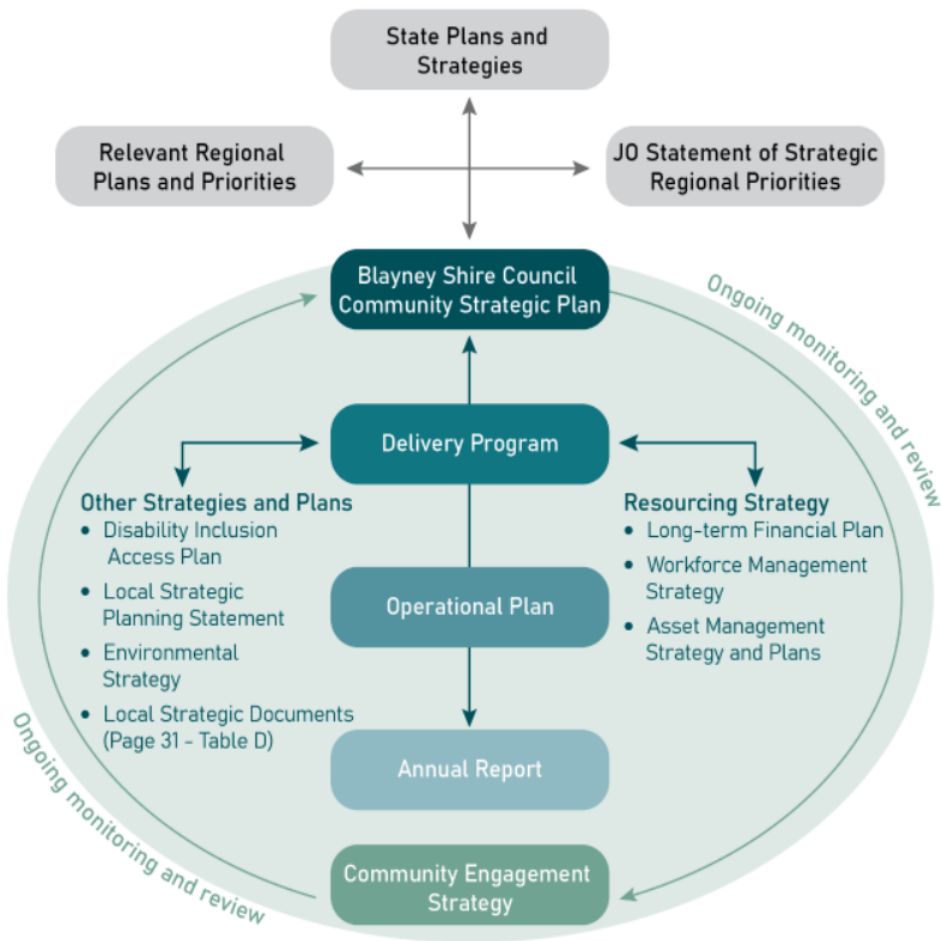 State Plans and
Strategies
Relevant Regional
Plans and Priorities
JO Statement of Strategic
Regional Priorities
Blayney Shire Council
Community Strategic Plan
Ongoing monitoring and review
Delivery Program
Other Strategies and Plans
• Disability Inclusion
Access Plan
• Local Strategic
Planning Statement
• Environmental
Strategy
• Local Strategic Documents
(Page 31 - Table D)
Resourcing Strategy
• Long-term Financial Plan
• Workforce Management
Strategy
• Asset Management
Strategy and Plans
Operational Plan
Annual Report
Community Engagement
Strategy
Ongoing monitoring and review